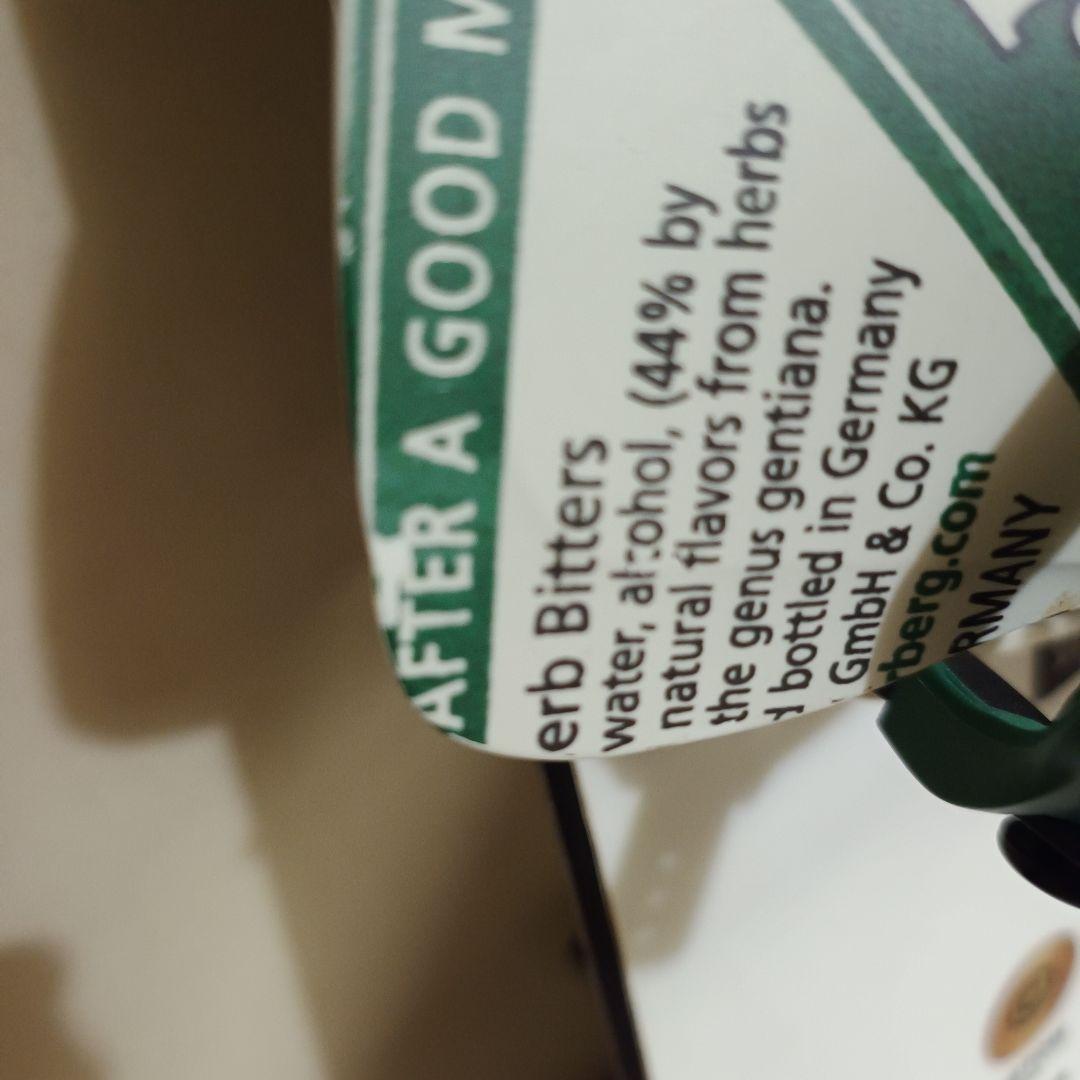 AFTER A GOOD M
erb Bitters
water, alcohol, (44% by
natural flavors from herbs
the genus gentiana.
d bottled in Germany
GmbH & Co. KG
rberg.com
RMANY